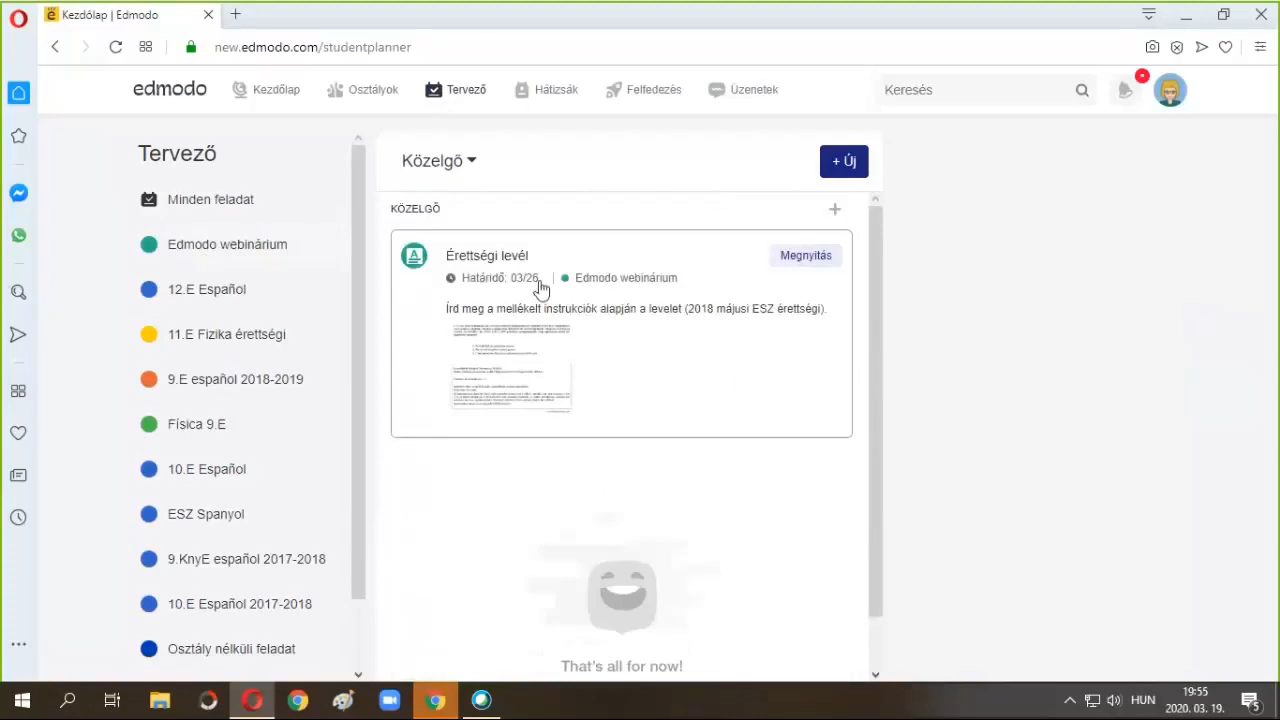 Kezdőlap | Edmodo
new.edmodo.com/studentplanner
edmodo
Kezdőlap
Osztályok
Tervező
Hátizsák
Felfedezés
Üzenetek
Keresés
Tervező
Minden feladat
Edmodo webinárium
12.E Español
11.E Fizika érettségi
9.E español 2018-2019
Física 9.E
10.E Español
ESZ Spanyol
9.KnyE español 2017-2018
10.E Español 2017-2018
Osztály nélküli feladat
Közelgő
+ Új
KÖZELGŐ
Érettségi levél
Megnyitás
Határidő: 03/26
Edmodo webinárium
Írd meg a mellékelt instrukciók alapján a levelet (2018 májusi ESZ érettségi).
That's all for now!
HUN
19:55
2020. 03. 19.
5